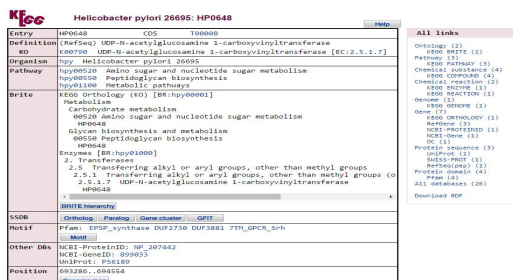 KEGG
Helicobacter pylori 26695: HP0648
Help
Entry HP0648 CDS T00008
Definition (RefSeq) UDP-N-acetylglucosamine 1-carboxyvinyltransferase
KO K00790 UDP-N-acetylglucosamine 1-carboxyvinyltransferase [EC:2.5.1.7]
Organism hpy Helicobacter pylori 26695
Pathway hpy00520 Amino sugar and nucleotide sugar metabolism
hpy00550 Peptidoglycan biosynthesis
hpy01100 Metabolic pathways
Brite KEGG Orthology (KO) [BR:hpy00001]
Metabolism
Carbohydrate metabolism
00520 Amino sugar and nucleotide sugar metabolism
HP0648
Glycan biosynthesis and metabolism
00550 Peptidoglycan biosynthesis
HP0648
Enzymes [BR:hpy01000]
2. Transferases
2.5 Transferring alkyl or aryl groups, other than methyl groups
2.5.1 Transferring alkyl or aryl groups, other than methyl groups (o
2.5.1.7 UDP-N-acetylglucosamine 1-carboxyvinyltransferase
HP0648
BRITE hierarchy
SSDB Ortholog Paralog Gene cluster GFIT
Motif Pfam: EPSP_synthase DUF2730 DUF3881 7TM_GPCR_Srh
Motif
Other DBs NCBI-ProteinID: NP_207442
NCBI-GeneID: 899033
UniProt: P56189
Position 693286..694554
All links
Ontology (2)
KEGG BRITE (2)
Pathway (3)
KEGG PATHWAY (3)
Chemical substance (4)
KEGG COMPOUND (4)
Chemical reaction (2)
KEGG ENZYME (1)
KEGG REACTION (1)
Genome (1)
KEGG GENOME (1)
Gene (7)
KEGG ORTHOLOGY (1)
RefGene (3)
NCBI-PROTEINID (1)
NCBI-Gene (1)
OC (1)
Protein sequence (3)
UniProt (1)
SWISS-PROT (1)
RefSeq(pep) (1)
Protein domain (4)
Pfam (4)
All databases (26)
Download RDF